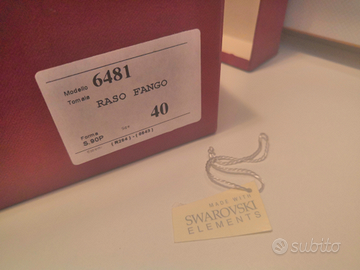 Modello 6481
Tomaia RASO FANGO
40
Forma
MADE WITH
SWAROVSKI
ELEMENTS
subito